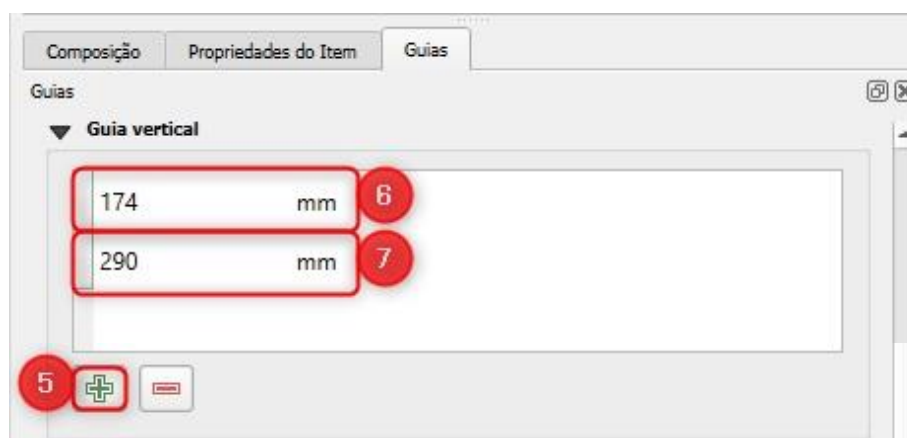 Composição Propriedades do Item Guias
Guias
Guia vertical
174 mm 6
290 mm 7
5